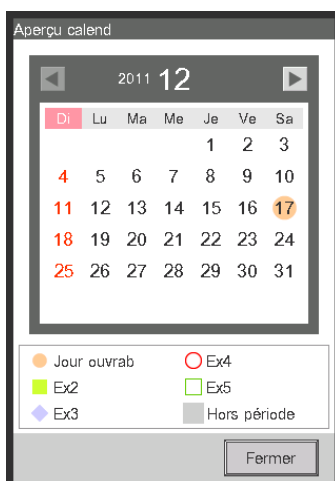 Aperçu calend
2011 12
Di Lu Ma Me Je Ve Sa
1 2 3
4 5 6 7 8 9 10
11 12 13 14 15 16 17
18 19 20 21 22 23 24
25 26 27 28 29 30 31
Jour ouvrab Ex4
Ex2 Ex5
Ex3 Hors période
Fermer